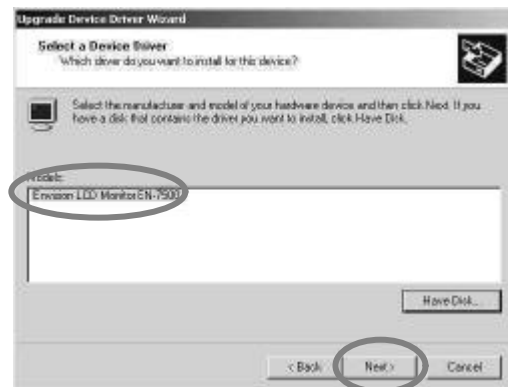 Upgrade Device Driver Wizard
Select a Device Driver
Which driver do you want to install for this device?
Select the manufacturer and model of your hardware device and then click Next. If you
have a disk that contains the driver you want to install, click Have Disk.
Models:
Envision LCD Monitor EN-7500
Have Disk...
< Back
Next >
Cancel